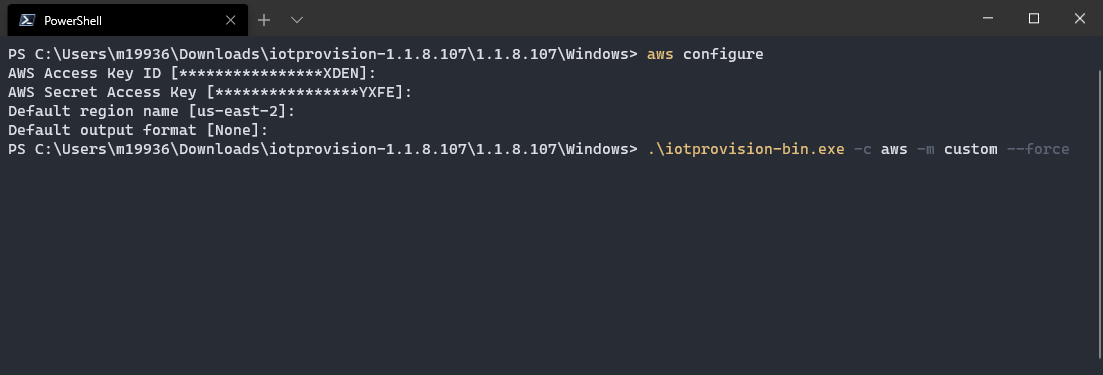 PowerShell
PS C:\Users\m19936\Downloads\iotprovision-1.1.8.107\1.1.8.107\Windows> aws configure
AWS Access Key ID [****************XDEN]:
AWS Secret Access Key [****************YXFE]:
Default region name [us-east-2]:
Default output format [None]:
PS C:\Users\m19936\Downloads\iotprovision-1.1.8.107\1.1.8.107\Windows> .\iotprovision-bin.exe -c aws -m custom --force